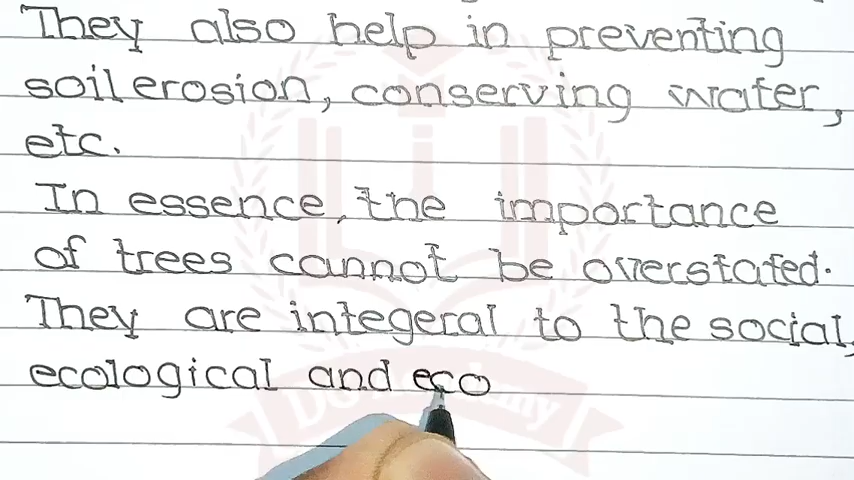 They also help in preventing
soil erosion, conserving water,
etc.
In essence, the importance
of trees cannot be overstated.
They are integeral to the social,
ecological and eco